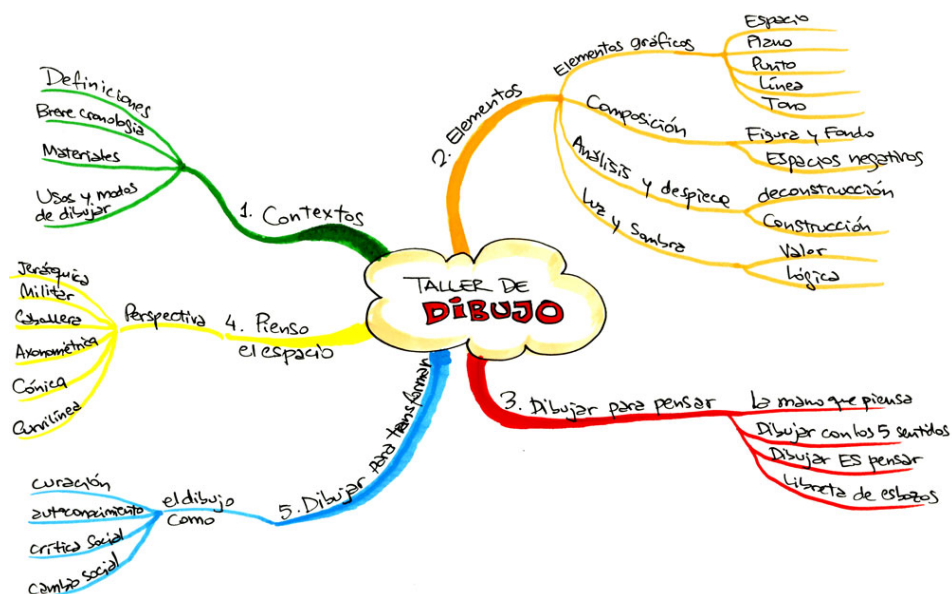 TALLER DE
DIBUJO
1. Contextos
Definiciones
Breve cronología
Materiales
Usos y modos
de dibujar
2. Elementos
Elementos gráficos
Espacio
Plano
Punto
Línea
Tono
Composición
Figura y Fondo
Espacios negativos
Análisis y despiece
deconstrucción
Construcción
Luz y Sombra
Valor
Lógica
3. Dibujar para pensar
La mano que piensa
Dibujar con los 5 sentidos
Dibujar ES pensar
Libreta de esbozos
4. Pienso
el espacio
Perspectiva
Jerárquica
Militar
Caballera
Axonométrica
Cónica
Curvilínea
5. Dibujar para transformar
el dibujo
como
curación
autoconocimiento
crítica social
cambio social